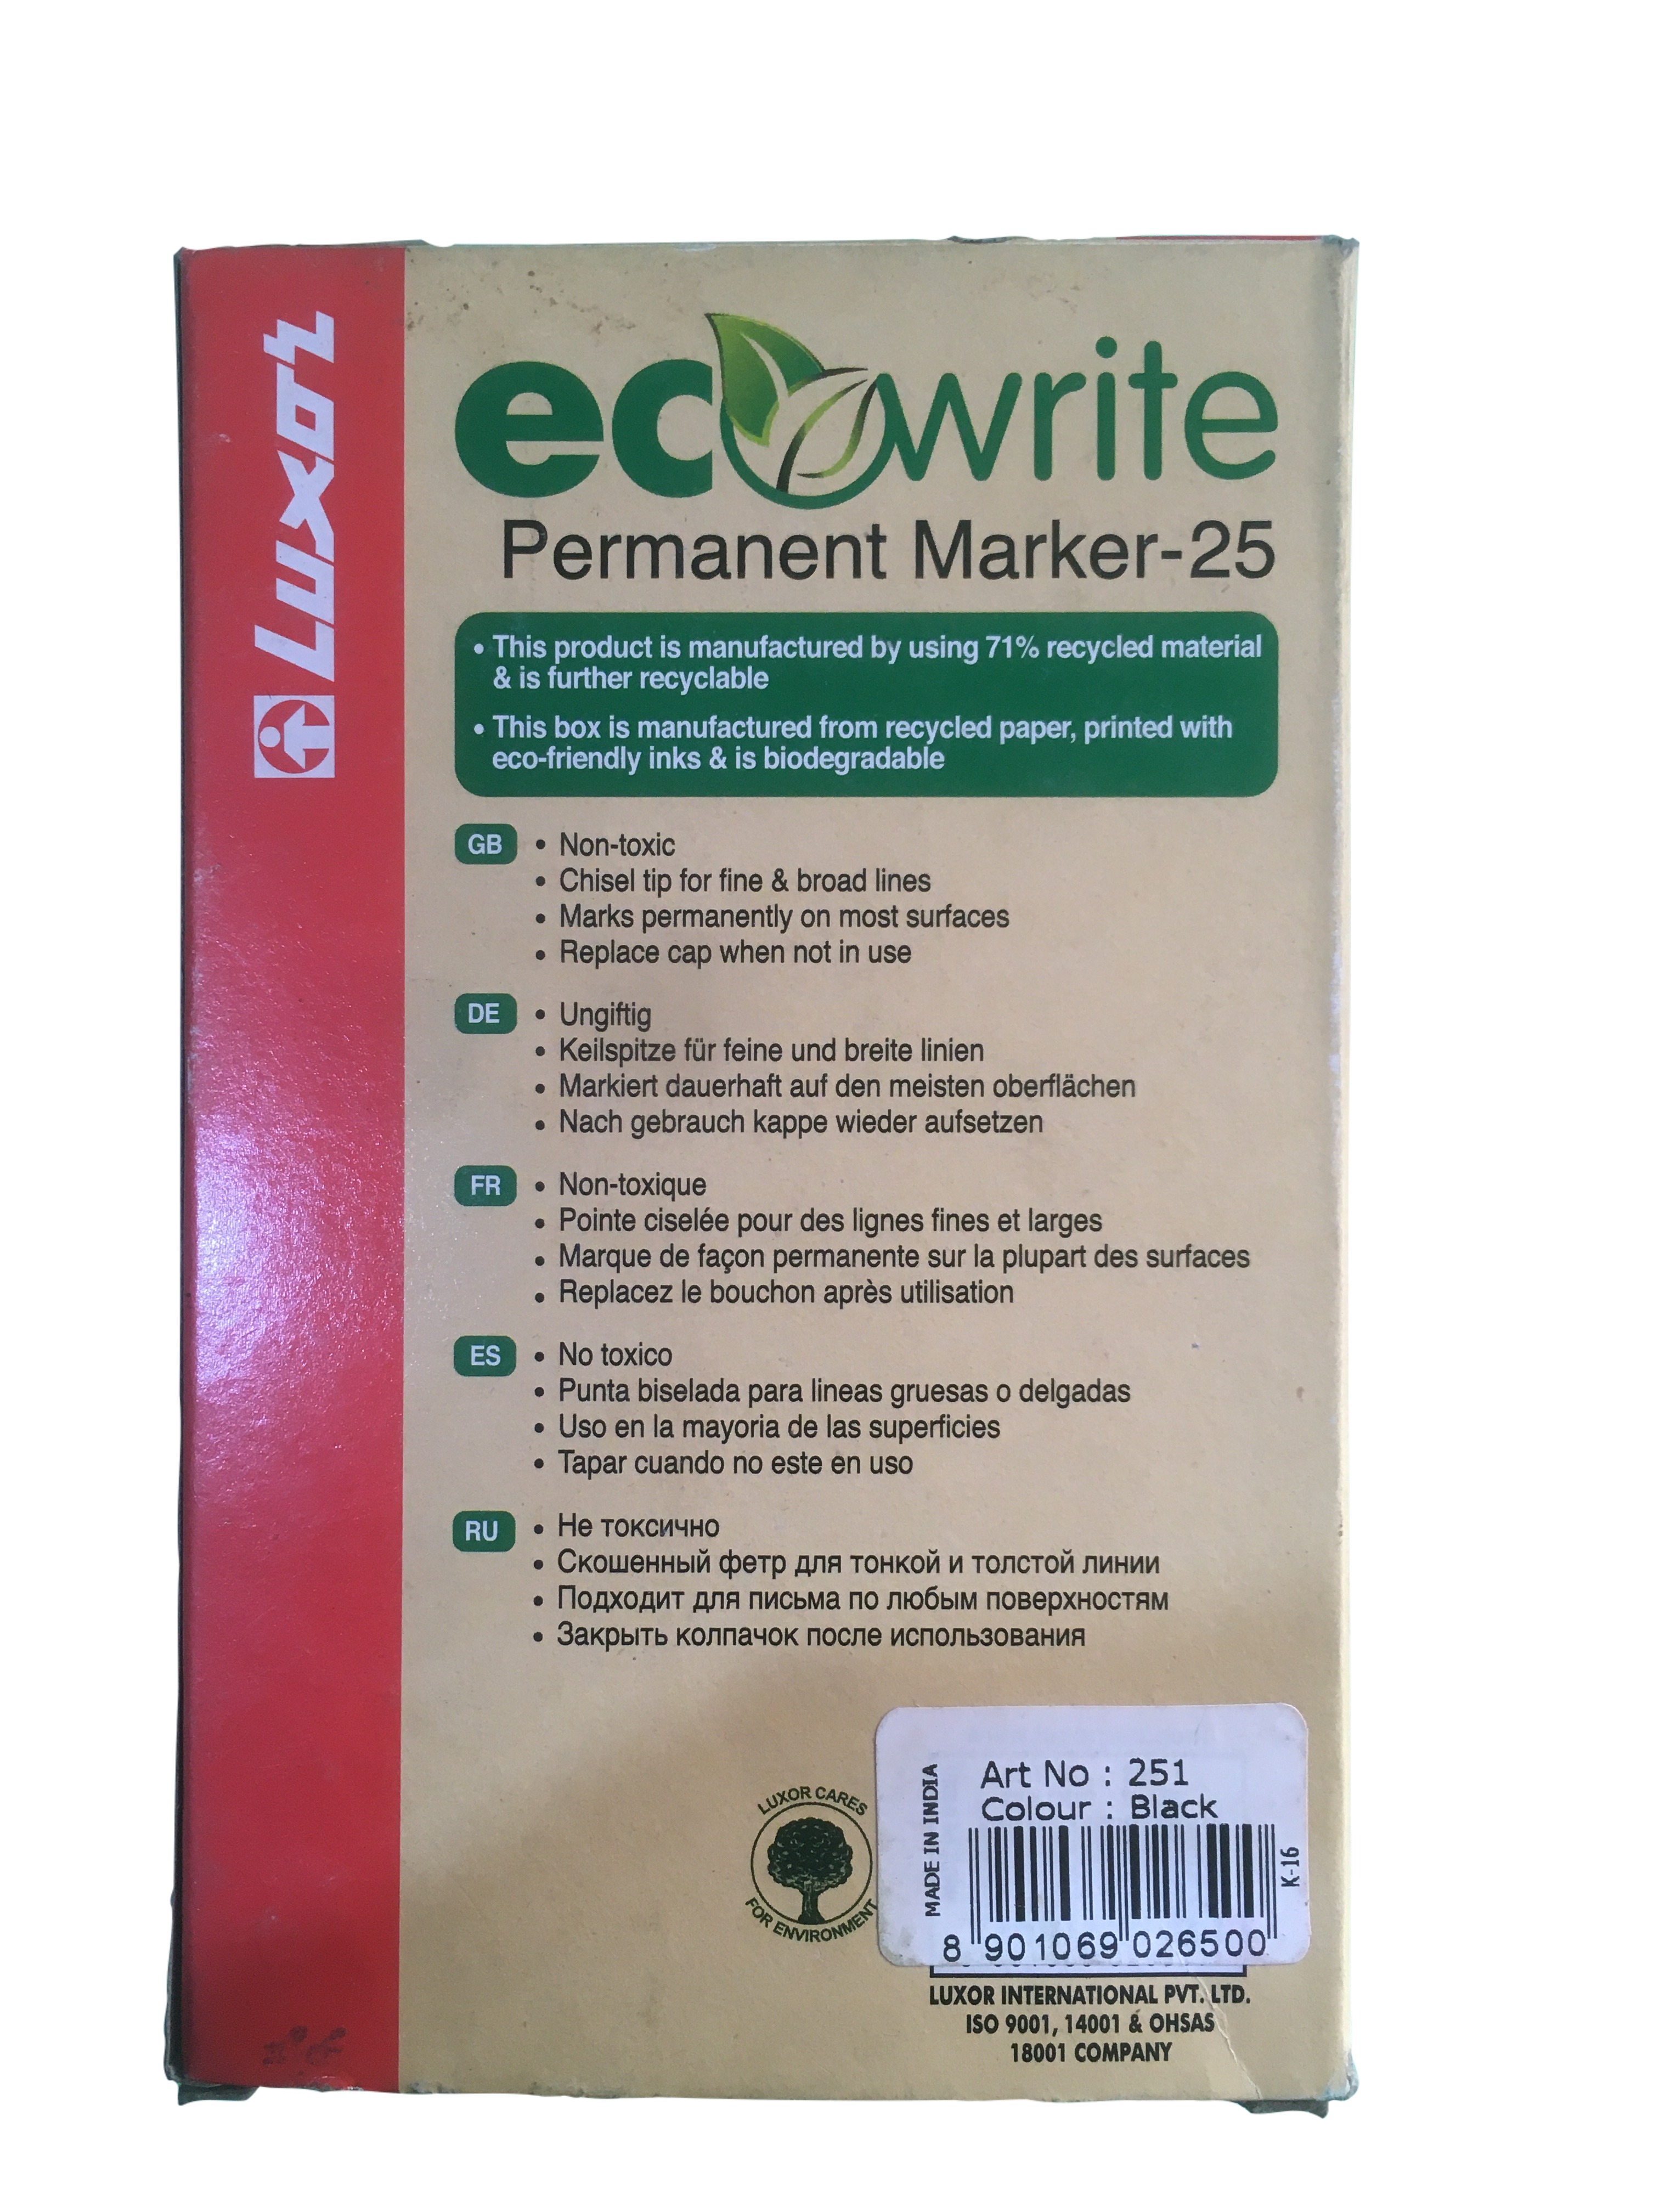 Luxor
ecowrite
Permanent Marker-25
• This product is manufactured by using 71% recycled material
& is further recyclable
• This box is manufactured from recycled paper, printed with
eco-friendly inks & is biodegradable
GB • Non-toxic
• Chisel tip for fine & broad lines
• Marks permanently on most surfaces
• Replace cap when not in use
DE • Ungiftig
• Keilspitze für feine und breite linien
• Markiert dauerhaft auf den meisten oberflächen
• Nach gebrauch kappe wieder aufsetzen
FR • Non-toxique
• Pointe ciselée pour des lignes fines et larges
• Marque de façon permanente sur la plupart des surfaces
• Replacez le bouchon après utilisation
ES • No toxico
• Punta biselada para lineas gruesas o delgadas
• Uso en la mayoria de las superficies
• Tapar cuando no este en uso
RU • Не токсично
• Скошенный фетр для тонкой и толстой линии
• Подходит для письма по любым поверхностям
• Закрыть колпачок после использования
LUXOR CARES
FOR ENVIRONMENT
MADE IN INDIA
Art No : 251
Colour : Black
K-16
8 901069 026500
LUXOR INTERNATIONAL PVT. LTD.
ISO 9001, 14001 & OHSAS
18001 COMPANY